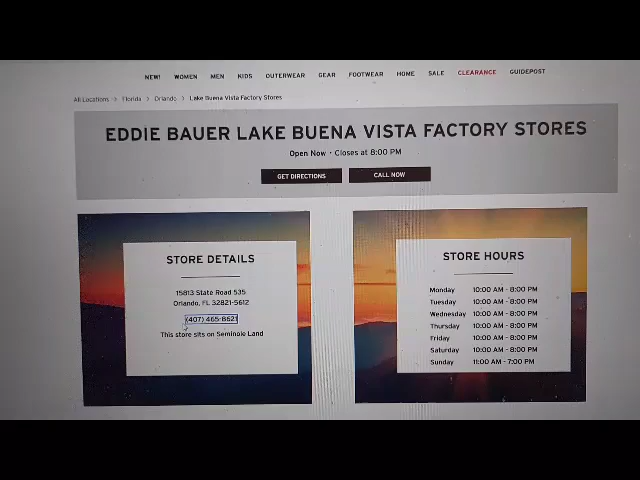 NEW! WOMEN MEN KIDS OUTERWEAR GEAR FOOTWEAR HOME SALE CLEARANCE GUIDEPOST
All Locations > Florida > Orlando > Lake Buena Vista Factory Stores
EDDIE BAUER LAKE BUENA VISTA FACTORY STORES
Open Now • Closes at 8:00 PM
GET DIRECTIONS CALL NOW
STORE DETAILS
15813 State Road 535
Orlando, FL 32821-5612
(407) 465-8621
This store sits on Seminole Land
STORE HOURS
Monday 10:00 AM - 8:00 PM
Tuesday 10:00 AM - 8:00 PM
Wednesday 10:00 AM - 8:00 PM
Thursday 10:00 AM - 8:00 PM
Friday 10:00 AM - 8:00 PM
Saturday 10:00 AM - 8:00 PM
Sunday 11:00 AM - 7:00 PM